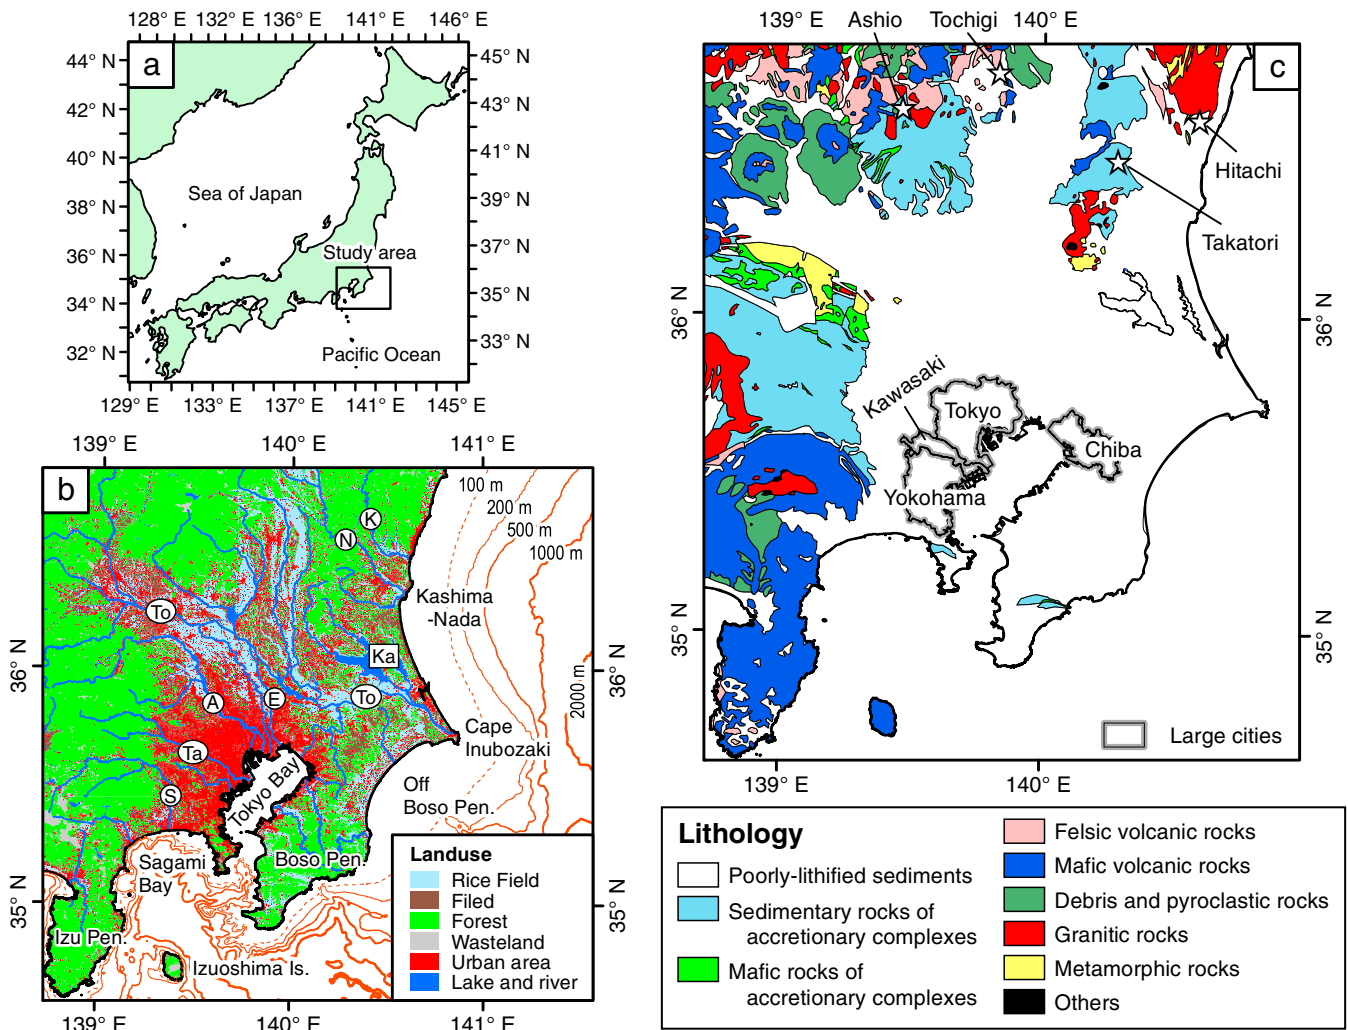 128° E 132° E 136° E 141° E 146° E
a
44° N
42° N
40° N
38° N
36° N
34° N
32° N
45° N
43° N
41° N
39° N
37° N
35° N
33° N
Sea of Japan
Study area
Pacific Ocean
129° E 133° E 137° E 141° E 145° E
139° E 140° E 141° E
b
100 m
200 m
500 m
1000 m
2000 m
K
N
To
Kashima
-Nada
Ka
A
E
To
36° N
36° N
Cape
Inubozaki
Ta
S
Tokyo Bay
Off
Boso Pen.
Sagami
Bay
Boso Pen.
35° N
35° N
Izu Pen.
Izuoshima Is.
Landuse
Rice Field
Filed
Forest
Wasteland
Urban area
Lake and river
139° E 140° E 141° E
139° E Ashio Tochigi 140° E
c
Hitachi
Takatori
36° N
36° N
Kawasaki
Tokyo
Chiba
Yokohama
35° N
35° N
Large cities
139° E 140° E
Lithology
Poorly-lithified sediments
Sedimentary rocks of
accretionary complexes
Mafic rocks of
accretionary complexes
Felsic volcanic rocks
Mafic volcanic rocks
Debris and pyroclastic rocks
Granitic rocks
Metamorphic rocks
Others